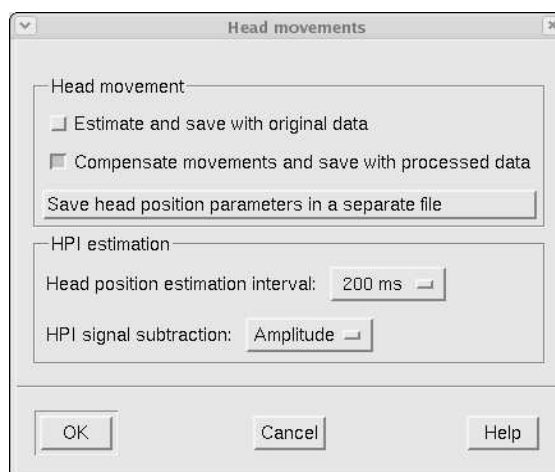 Head movements
Head movement
Estimate and save with original data
Compensate movements and save with processed data
Save head position parameters in a separate file
HPI estimation
Head position estimation interval: 200 ms
HPI signal subtraction: Amplitude
OK Cancel Help